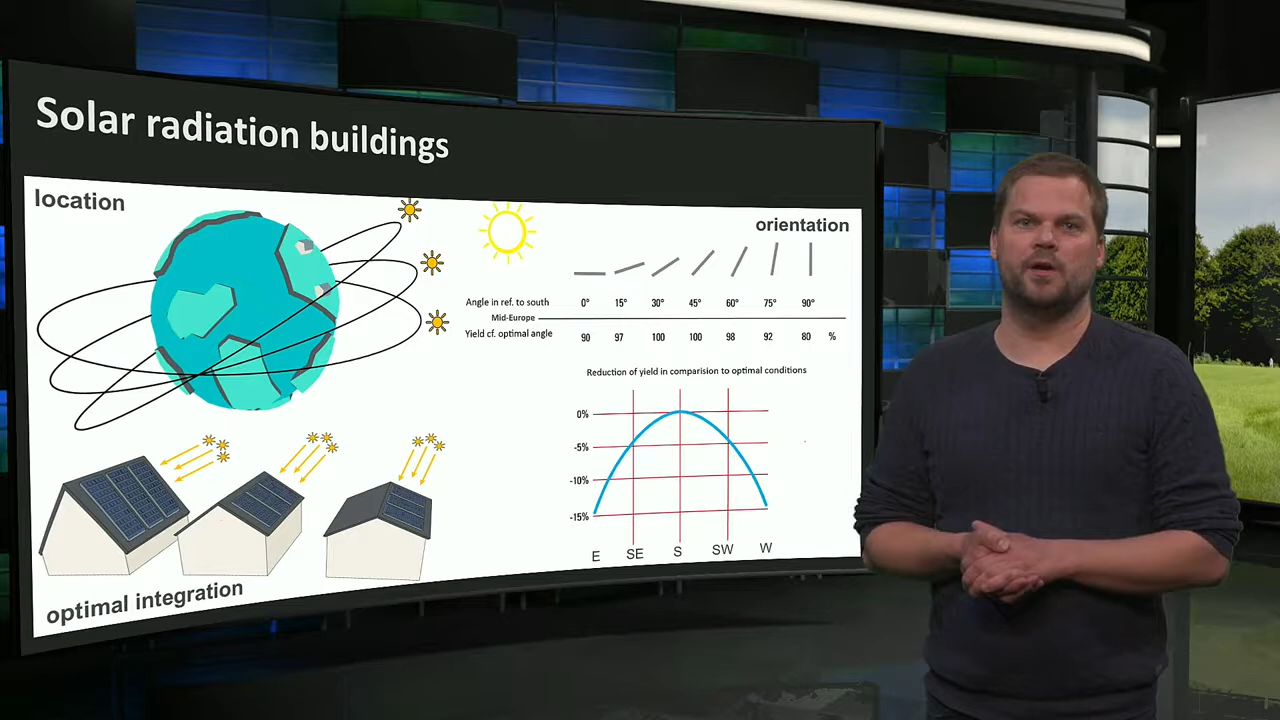 Solar radiation buildings
location
orientation
Angle in ref. to south 0° 15° 30° 45° 60° 75° 90°
Mid-Europe
Yield cf. optimal angle 90 97 100 100 98 92 80 %
Reduction of yield in comparision to optimal conditions
0%
-5%
-10%
-15%
E SE S SW W
optimal integration